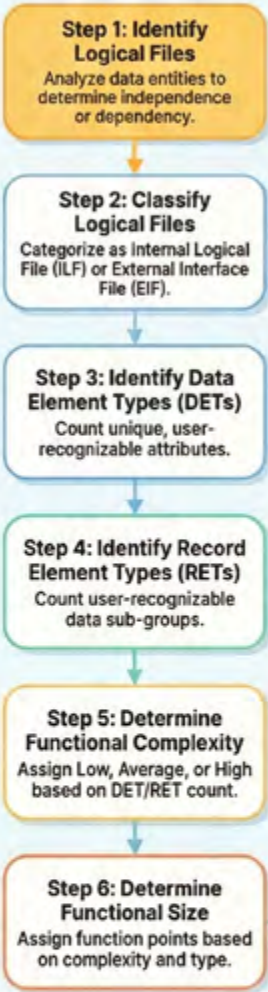 Step 1: Identify
Logical Files
Analyze data entities to
determine independence
or dependency.
Step 2: Classify
Logical Files
Categorize as Internal Logical
File (ILF) or External Interface
File (EIF).
Step 3: Identify Data
Element Types (DETs)
Count unique, user-
recognizable attributes.
Step 4: Identify Record
Element Types (RETs)
Count user-recognizable
data sub-groups.
Step 5: Determine
Functional Complexity
Assign Low, Average, or High
based on DET/RET count.
Step 6: Determine
Functional Size
Assign function points based
on complexity and type.